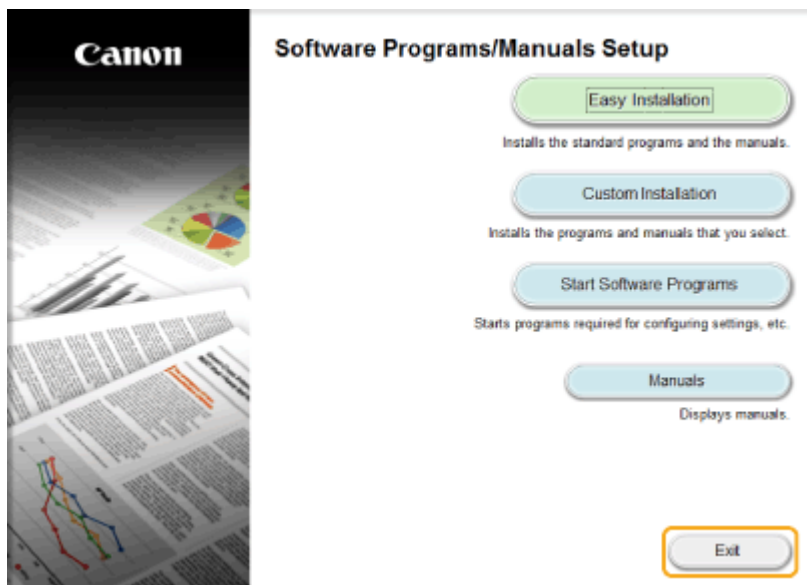 Canon
Software Programs/Manuals Setup
Easy Installation
Installs the standard programs and the manuals.
Custom Installation
Installs the programs and manuals that you select.
Start Software Programs
Starts programs required for configuring settings, etc.
Manuals
Displays manuals.
Exit